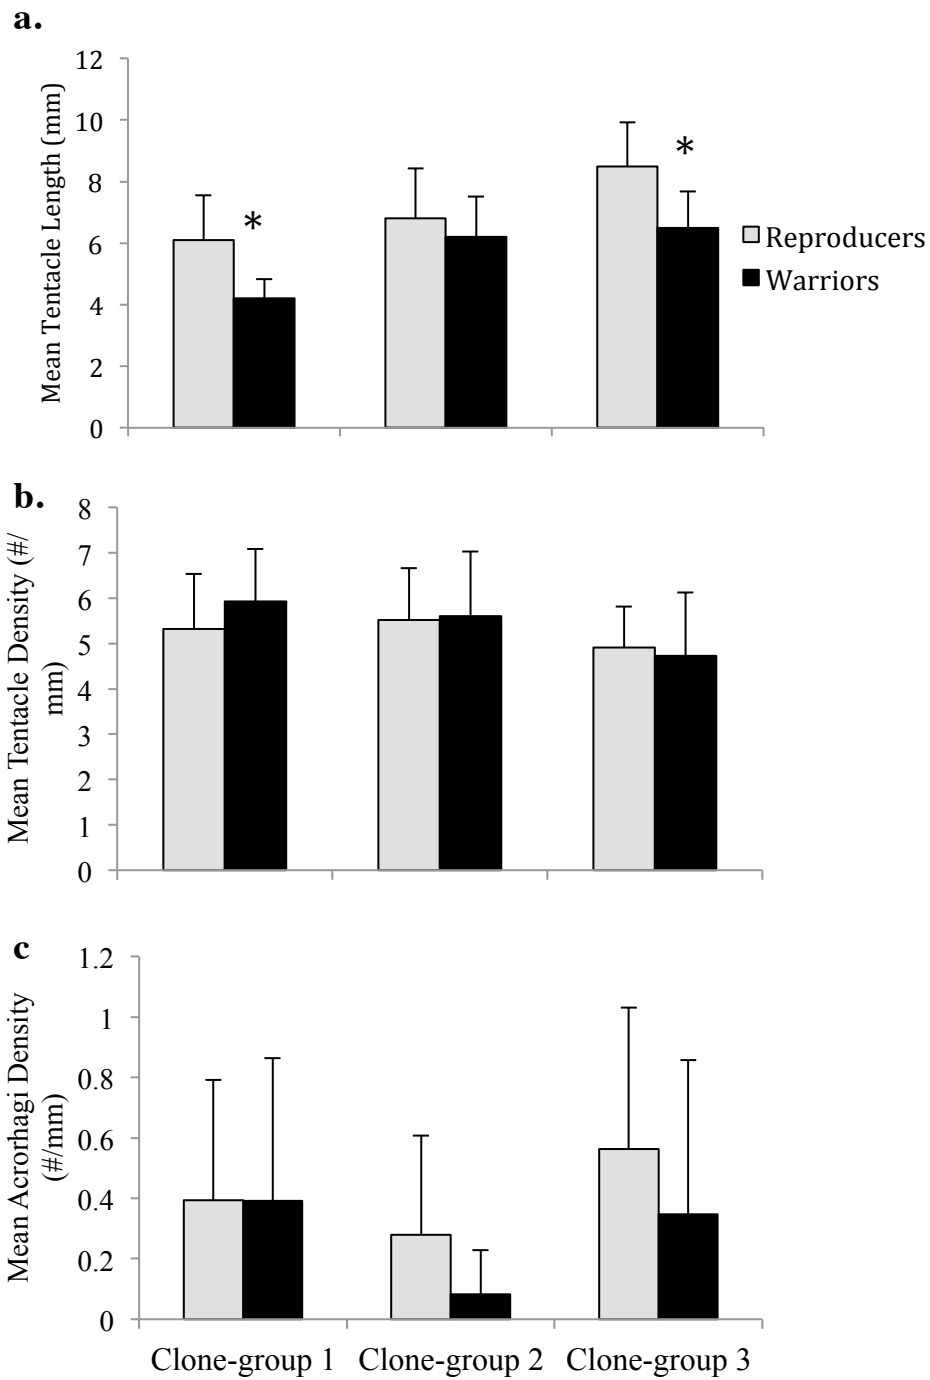 a.
Mean Tentacle Length (mm)
12
10
8
6
4
2
0
*
*
Reproducers
Warriors
b.
Mean Tentacle Density (#/
mm)
8
7
6
5
4
3
2
1
0
c
Mean Acrorhagi Density
(#/mm)
1.2
1
0.8
0.6
0.4
0.2
0
Clone-group 1 Clone-group 2 Clone-group 3